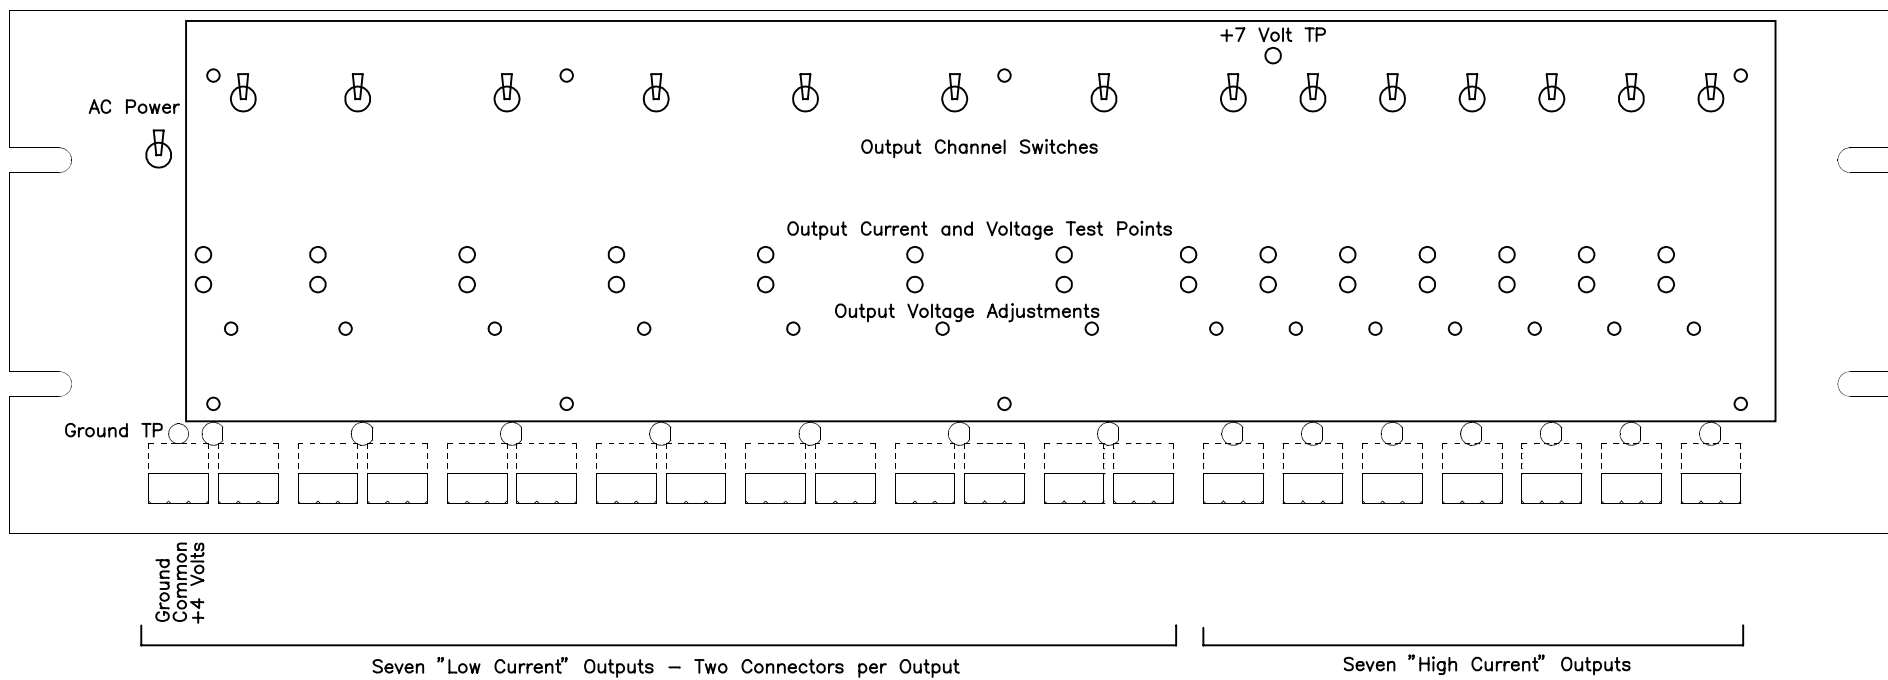 +7 Volt TP
AC Power
Output Channel Switches
Output Current and Voltage Test Points
Output Voltage Adjustments
Ground TP
Ground
Common
+4 Volts
Seven "Low Current" Outputs – Two Connectors per Output
Seven "High Current" Outputs